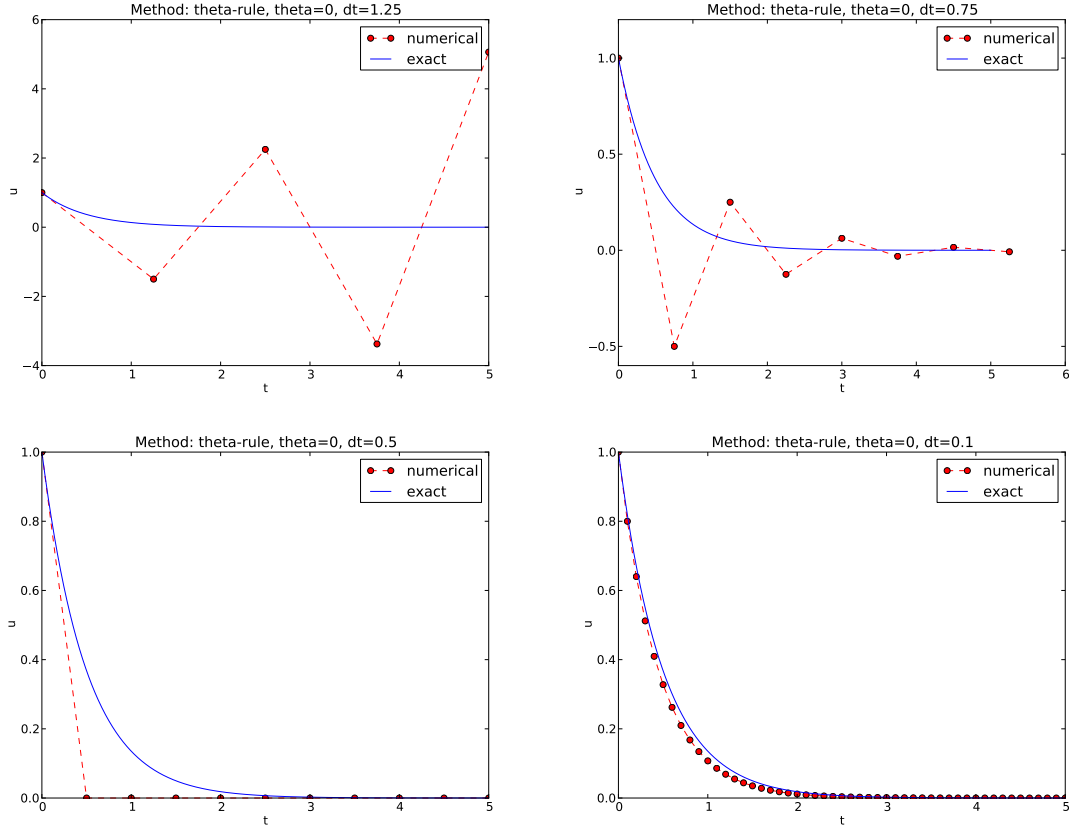 Method: theta-rule, theta=0, dt=1.25
6
4
2
0
−2
−4
u
numerical
exact
0 1 2 3 4 5
t
Method: theta-rule, theta=0, dt=0.75
1.0
0.5
0.0
−0.5
u
numerical
exact
0 1 2 3 4 5 6
t
Method: theta-rule, theta=0, dt=0.5
1.0
0.8
0.6
0.4
0.2
0.0
u
numerical
exact
0 1 2 3 4 5
t
Method: theta-rule, theta=0, dt=0.1
1.0
0.8
0.6
0.4
0.2
0.0
u
numerical
exact
0 1 2 3 4 5
t